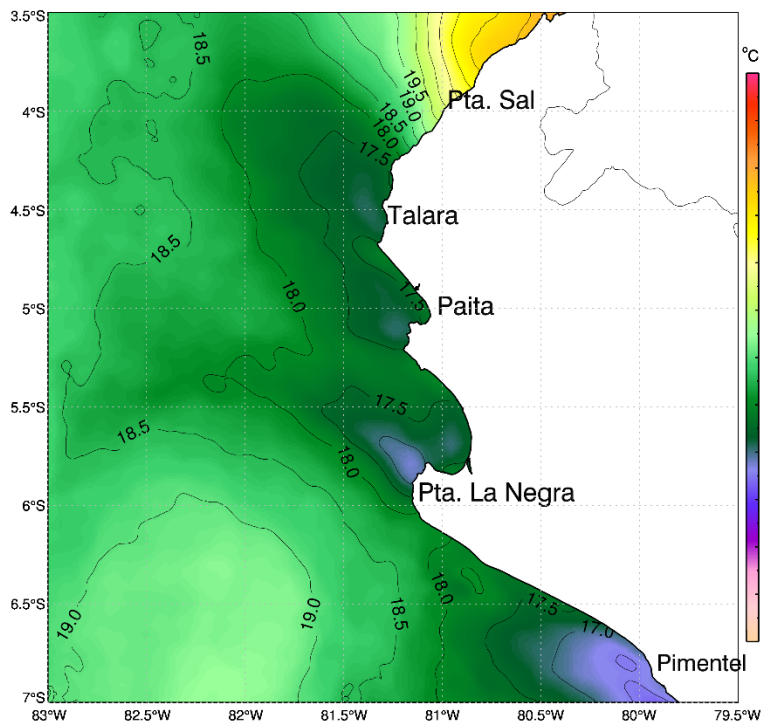 3.5°S
18.5
°C
19.5
19.0
Pta. Sal
4°S
18.5
18.0
17.5
4.5°S
Talara
18.5
18.0
17.5
5°S
Paita
5.5°S
17.5
18.5
18.0
6°S
Pta. La Negra
18.0
6.5°S
19.0
19.0
18.5
17.5
17.0
Pimentel
7°S
83°W
82.5°W
82°W
81.5°W
81°W
80.5°W
80°W
79.5°W